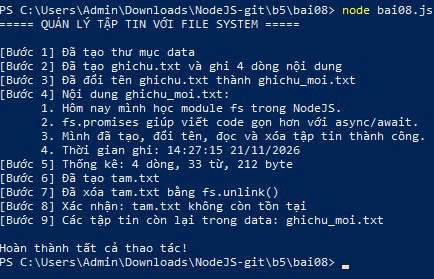 PS C:\Users\Admin\Downloads\NodeJS-git\b5\bai08> node bai08.js
===== QUẢN LÝ TẬP TIN VỚI FILE SYSTEM =====
[Bước 1] Đã tạo thư mục data
[Bước 2] Đã tạo ghichu.txt và ghi 4 dòng nội dung
[Bước 3] Đã đổi tên ghichu.txt thành ghichu_moi.txt
[Bước 4] Nội dung ghichu_moi.txt:
1. Hôm nay mình học module fs trong NodeJS.
2. fs.promises giúp viết code gọn hơn với async/await.
3. Mình đã tạo, đổi tên, đọc và xóa tập tin thành công.
4. Thời gian ghi: 14:27:15 21/11/2026
[Bước 5] Thống kê: 4 dòng, 33 từ, 212 byte
[Bước 6] Đã tạo tam.txt
[Bước 7] Đã xóa tam.txt bằng fs.unlink()
[Bước 8] Xác nhận: tam.txt không còn tồn tại
[Bước 9] Các tập tin còn lại trong data: ghichu_moi.txt
Hoàn thành tất cả thao tác!
PS C:\Users\Admin\Downloads\NodeJS-git\b5\bai08>